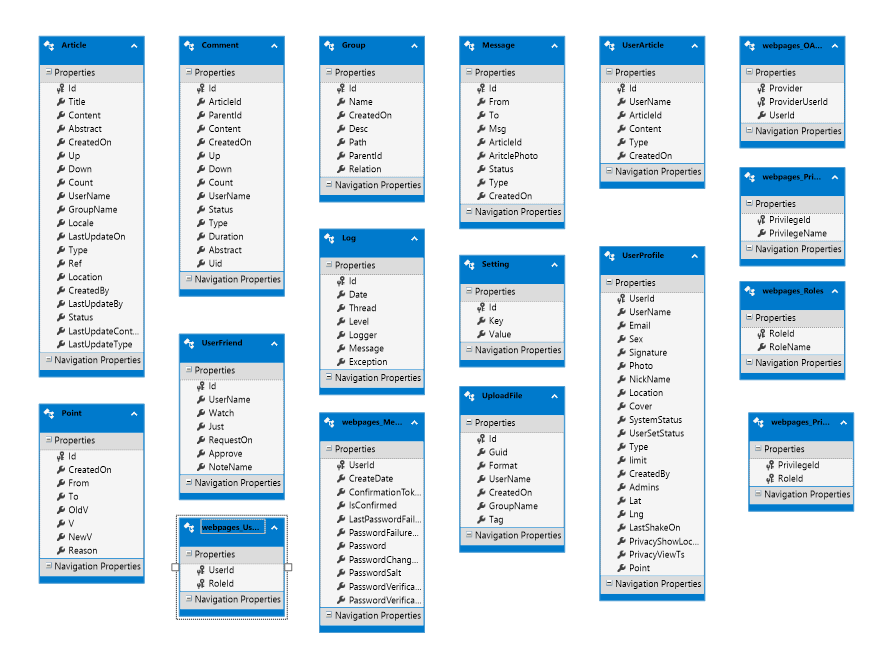 Article
Properties
Id
Title
Content
Abstract
CreatedOn
Up
Down
Count
UserName
GroupName
Locale
LastUpdateOn
Type
Ref
Location
CreatedBy
LastUpdateBy
Status
LastUpdateCont...
LastUpdateType
Navigation Properties
Point
Properties
Id
CreatedOn
From
To
OldV
V
NewV
Reason
Navigation Properties
Comment
Properties
Id
ArticleId
ParentId
Content
CreatedOn
Up
Down
Count
UserName
Status
Type
Duration
Abstract
Uid
Navigation Properties
UserFriend
Properties
Id
UserName
Watch
Just
RequestOn
Approve
NoteName
Navigation Properties
webpages_Us...
Properties
UserId
RoleId
Navigation Properties
Group
Properties
Id
Name
CreatedOn
Desc
Path
ParentId
Relation
Navigation Properties
Log
Properties
Id
Date
Thread
Level
Logger
Message
Exception
Navigation Properties
webpages_Me...
Properties
UserId
CreateDate
ConfirmationTok...
IsConfirmed
LastPasswordFail...
PasswordFailure...
Password
PasswordChang...
PasswordSalt
PasswordVerifica...
PasswordVerifica...
Navigation Properties
Message
Properties
Id
From
To
Msg
ArticleId
AritclePhoto
Status
Type
CreatedOn
Navigation Properties
Setting
Properties
Id
Key
Value
Navigation Properties
UploadFile
Properties
Id
Guid
Format
UserName
CreatedOn
GroupName
Tag
Navigation Properties
UserArticle
Properties
Id
UserName
ArticleId
Content
Type
CreatedOn
Navigation Properties
UserProfile
Properties
UserId
UserName
Email
Sex
Signature
Photo
NickName
Location
Cover
SystemStatus
UserSetStatus
Type
limit
CreatedBy
Admins
Lat
Lng
LastShakeOn
PrivacyShowLoc...
PrivacyViewTs
Point
Navigation Properties
webpages_OA...
Properties
Provider
ProviderUserId
UserId
Navigation Properties
webpages_Pri...
Properties
PrivilegeId
PrivilegeName
Navigation Properties
webpages_Roles
Properties
RoleId
RoleName
Navigation Properties
webpages_Pri...
Properties
PrivilegeId
RoleId
Navigation Properties